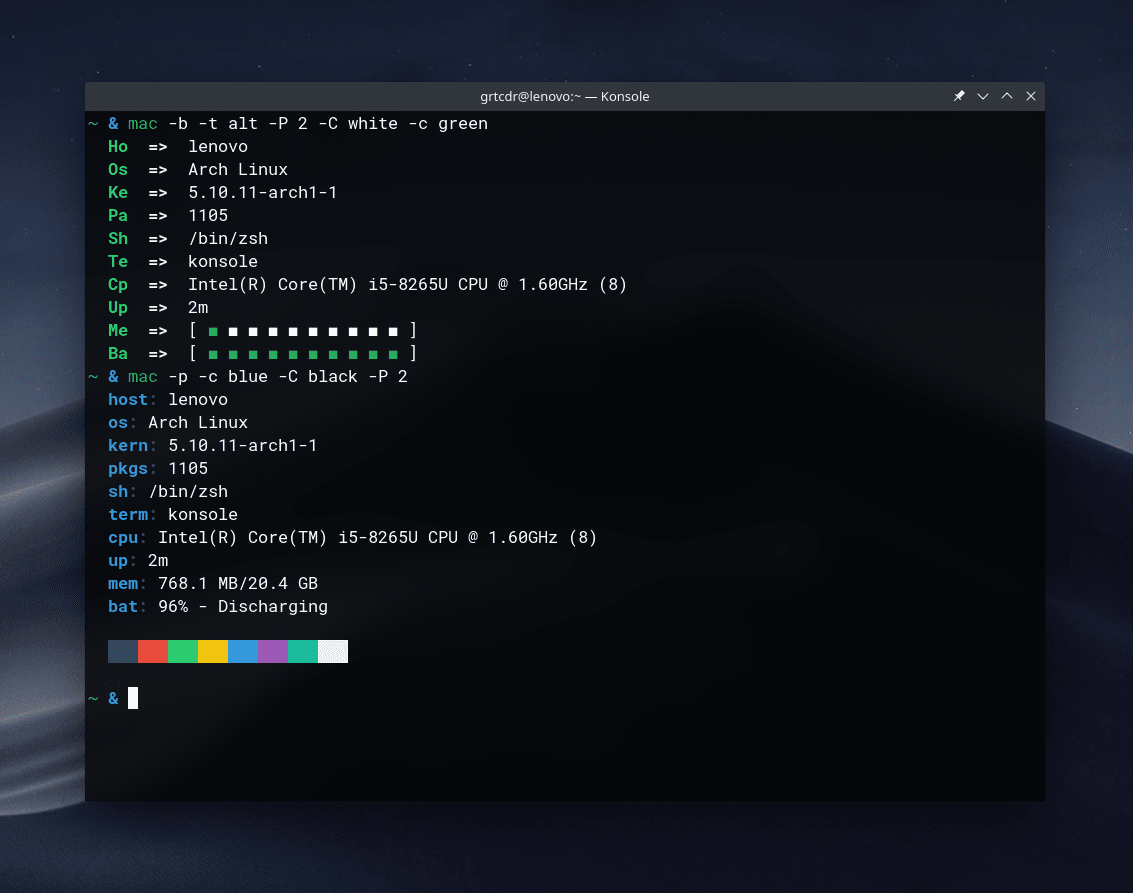 grtcdr@lenovo:~ — Konsole
~ & mac -b -t alt -P 2 -C white -c green
Ho => lenovo
Os => Arch Linux
Ke => 5.10.11-arch1-1
Pa => 1105
Sh => /bin/zsh
Te => konsole
Cp => Intel(R) Core(TM) i5-8265U CPU @ 1.60GHz (8)
Up => 2m
Me => [ ■ ■ ■ ■ ■ ■ ■ ■ ■ ■ ]
Ba => [ ■ ■ ■ ■ ■ ■ ■ ■ ■ ■ ]
~ & mac -p -c blue -C black -P 2
host: lenovo
os: Arch Linux
kern: 5.10.11-arch1-1
pkgs: 1105
sh: /bin/zsh
term: konsole
cpu: Intel(R) Core(TM) i5-8265U CPU @ 1.60GHz (8)
up: 2m
mem: 768.1 MB/20.4 GB
bat: 96% - Discharging
~ &